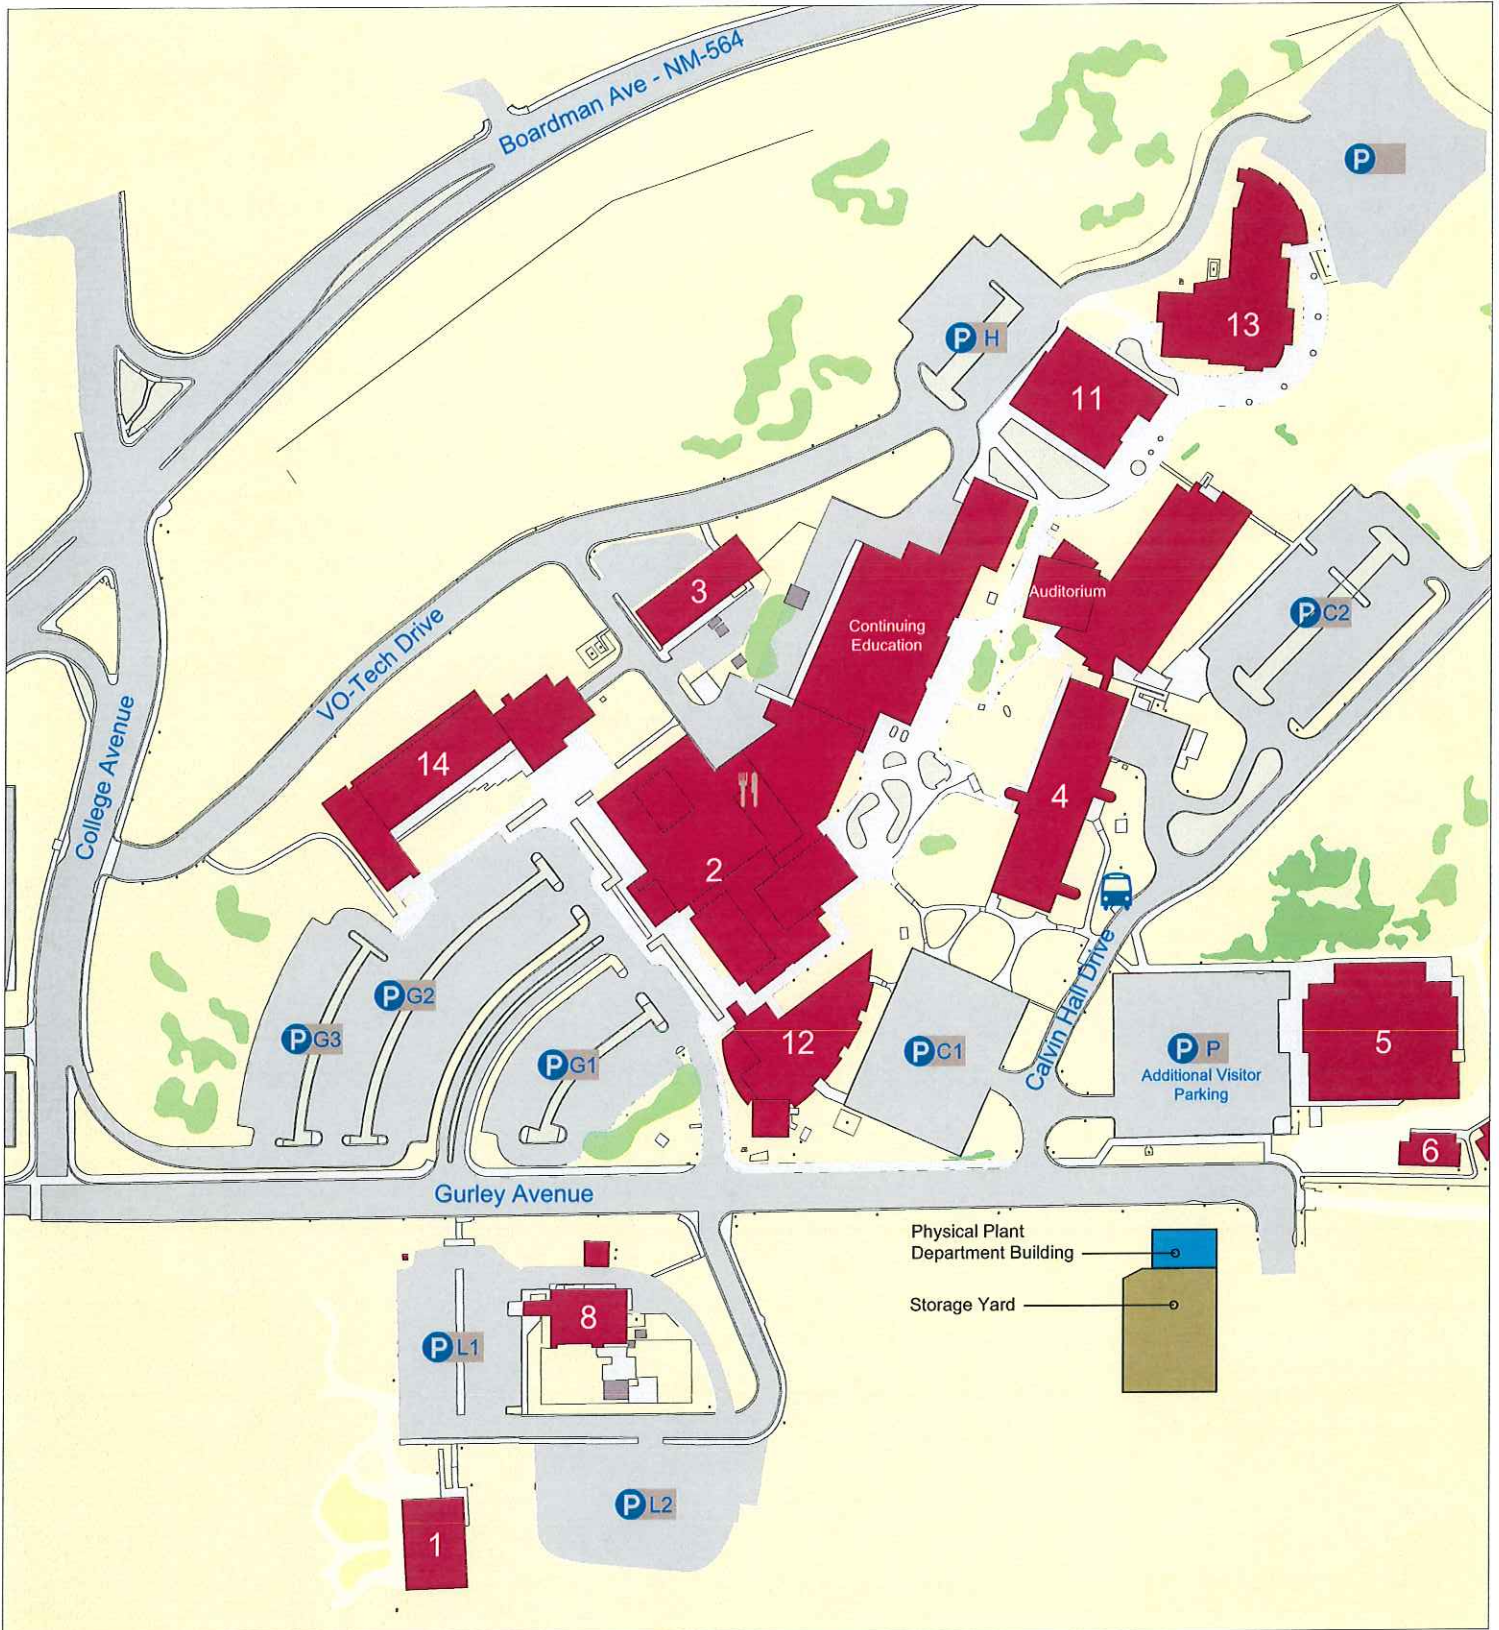 Boardman Ave - NM-564
P
13
P H
11
3
Auditorium
P C2
Continuing
Education
VO-Tech Drive
College Avenue
14
4
2
Calvin Hall Drive
P G2
P G3
P G1
12
P C1
P P
Additional Visitor
Parking
5
6
Gurley Avenue
Physical Plant
Department Building
Storage Yard
8
P L1
P L2
1